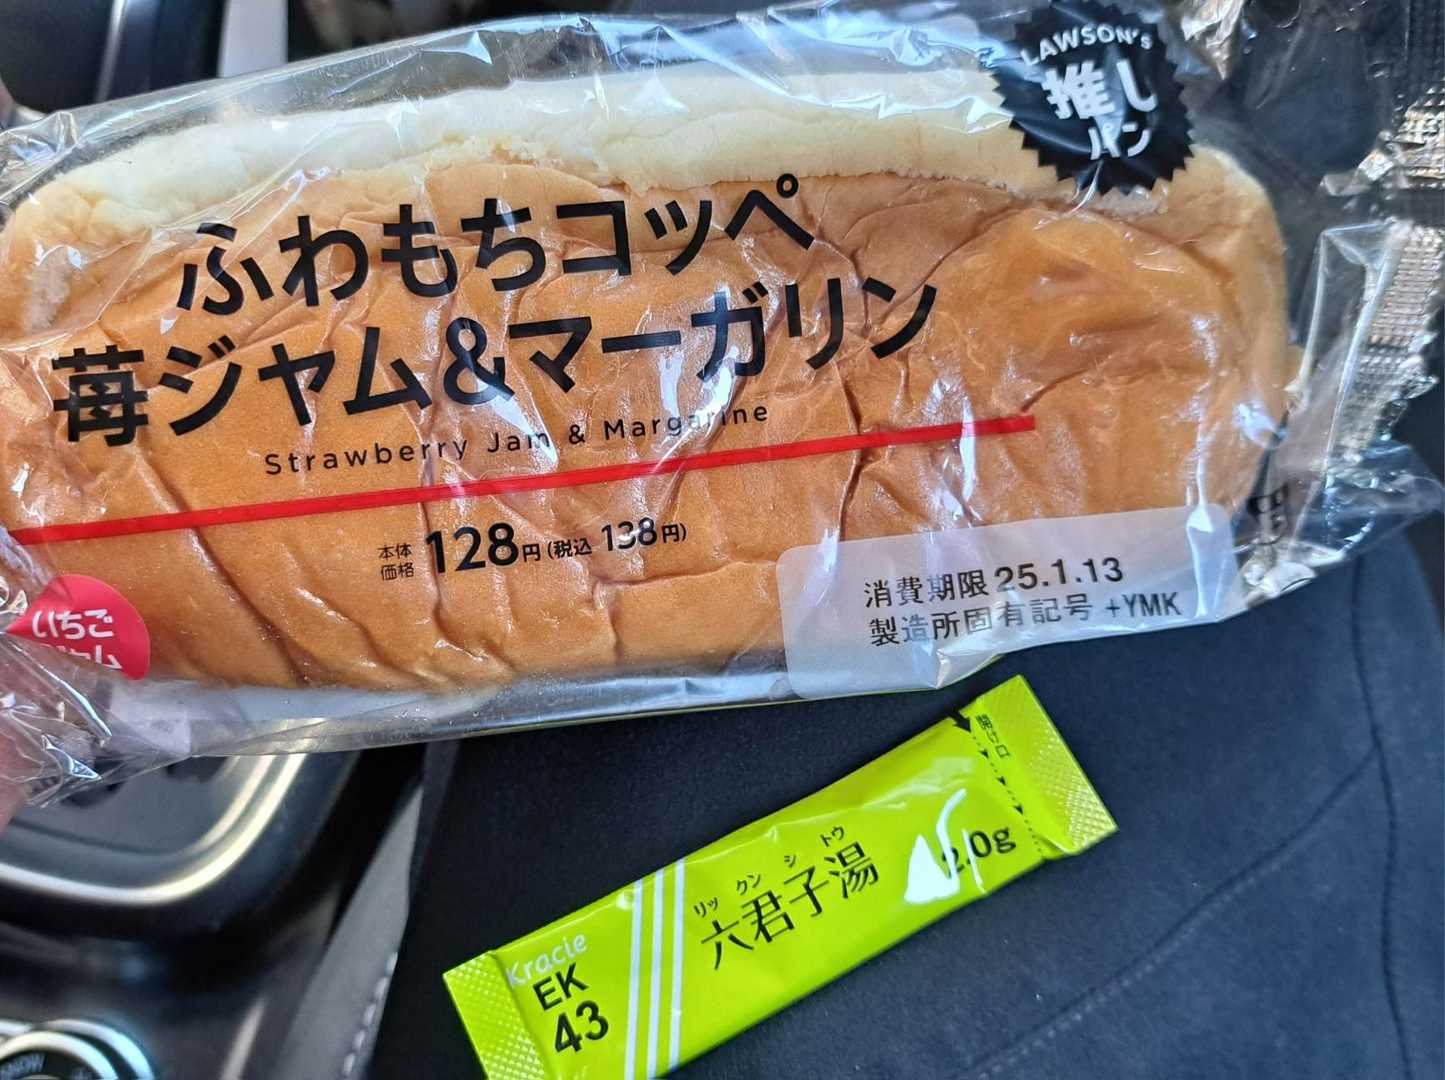 LAWSON's
推し
パン
ふわもちコッペ
苺ジャム&マーガリン
Strawberry Jam & Margarine
本体
価格
128円(税込 138円)
いちご
消費期限 25.1.13
製造所固有記号 +YMK
リックンシトウ
六君子湯
2.0g
Kracie
EK
43
SNOW